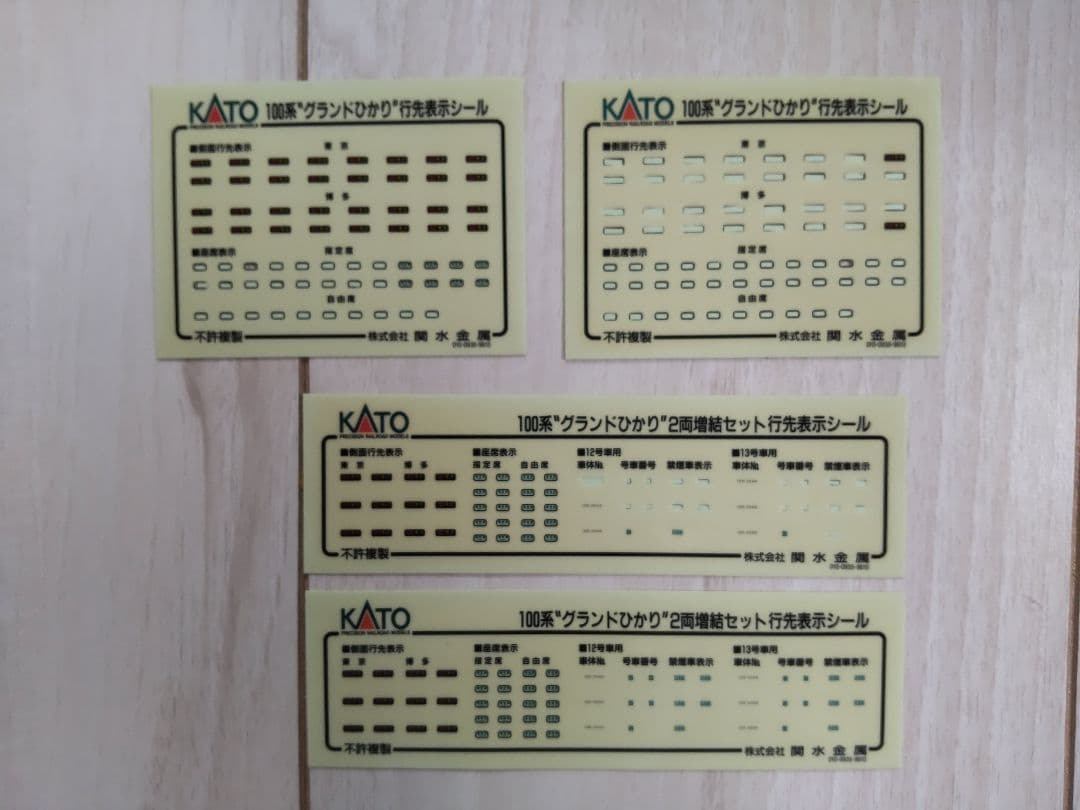 KATO 100系"グランドひかり"行先表示シール
PRECISION RAILROAD MODELS
■側面行先表示 東京
博多
■座席表示 指定席
自由席
不許複製 株式会社 関水金属
KATO 100系"グランドひかり"行先表示シール
PRECISION RAILROAD MODELS
■側面行先表示 東京
博多
■座席表示 指定席
自由席
不許複製 株式会社 関水金属
KATO 100系"グランドひかり"2両増結セット行先表示シール
PRECISION RAILROAD MODELS
■側面行先表示 ■座席表示 ■12号車用 ■13号車用
東京 博多 指定席 自由席 車体№ 号車番号 禁煙車表示 車体№ 号車番号 禁煙車表示
不許複製 株式会社 関水金属
KATO 100系"グランドひかり"2両増結セット行先表示シール
PRECISION RAILROAD MODELS
■側面行先表示 ■座席表示 ■12号車用 ■13号車用
東京 博多 指定席 自由席 車体№ 号車番号 禁煙車表示 車体№ 号車番号 禁煙車表示
不許複製 株式会社 関水金属